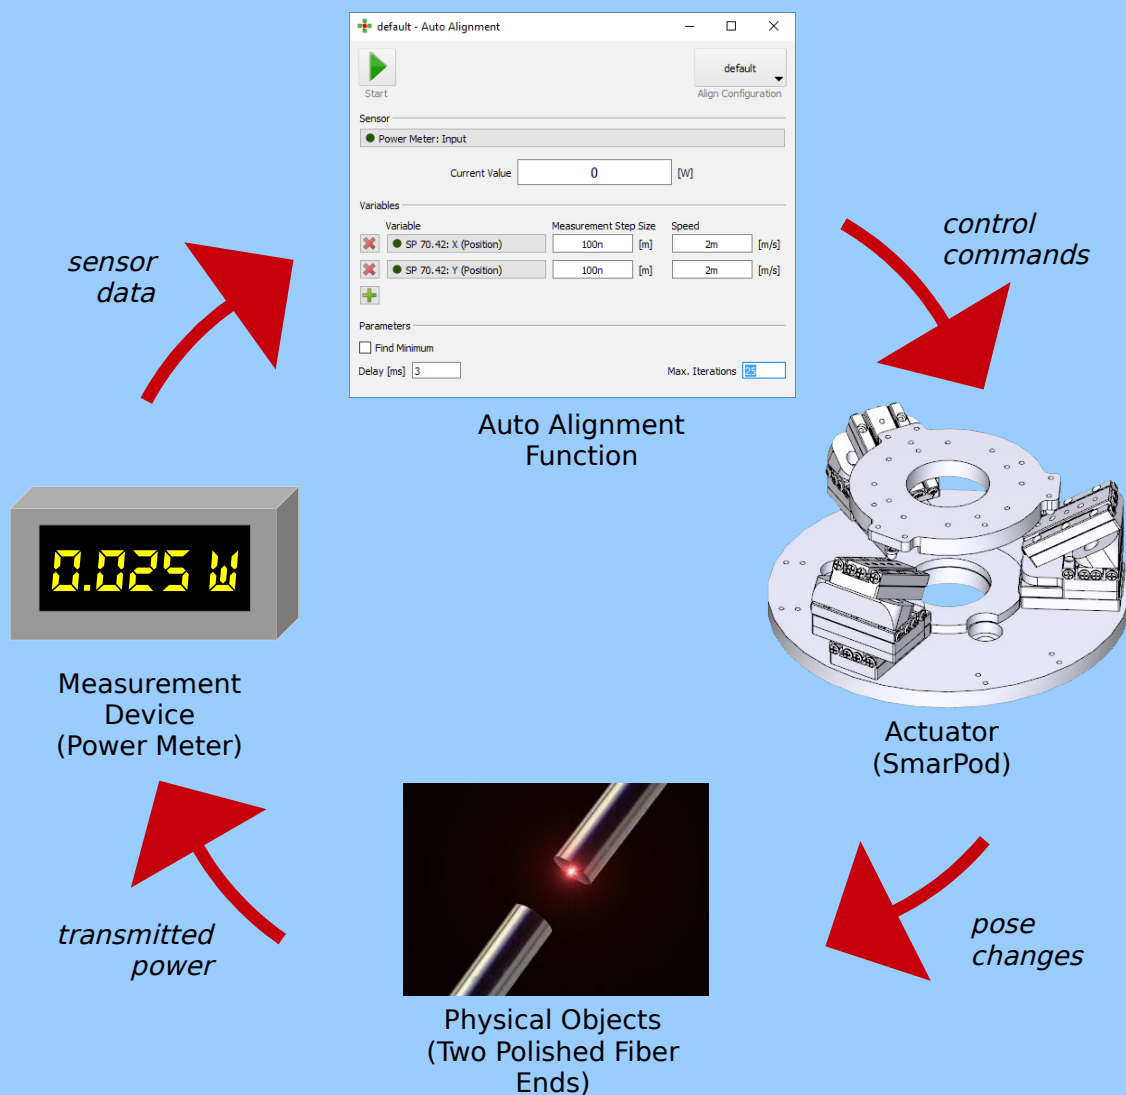 default - Auto Alignment
Start
default
Align Configuration
Sensor
Power Meter: Input
Current Value 0 [W]
Variables
Variable Measurement Step Size Speed
SP 70.42: X (Position) 100n [m] 2m [m/s]
SP 70.42: Y (Position) 100n [m] 2m [m/s]
Parameters
Find Minimum
Delay [ms] 3 Max. Iterations 25
Auto Alignment
Function
sensor
data
control
commands
0.025 W
Measurement
Device
(Power Meter)
Actuator
(SmarPod)
transmitted
power
pose
changes
Physical Objects
(Two Polished Fiber
Ends)